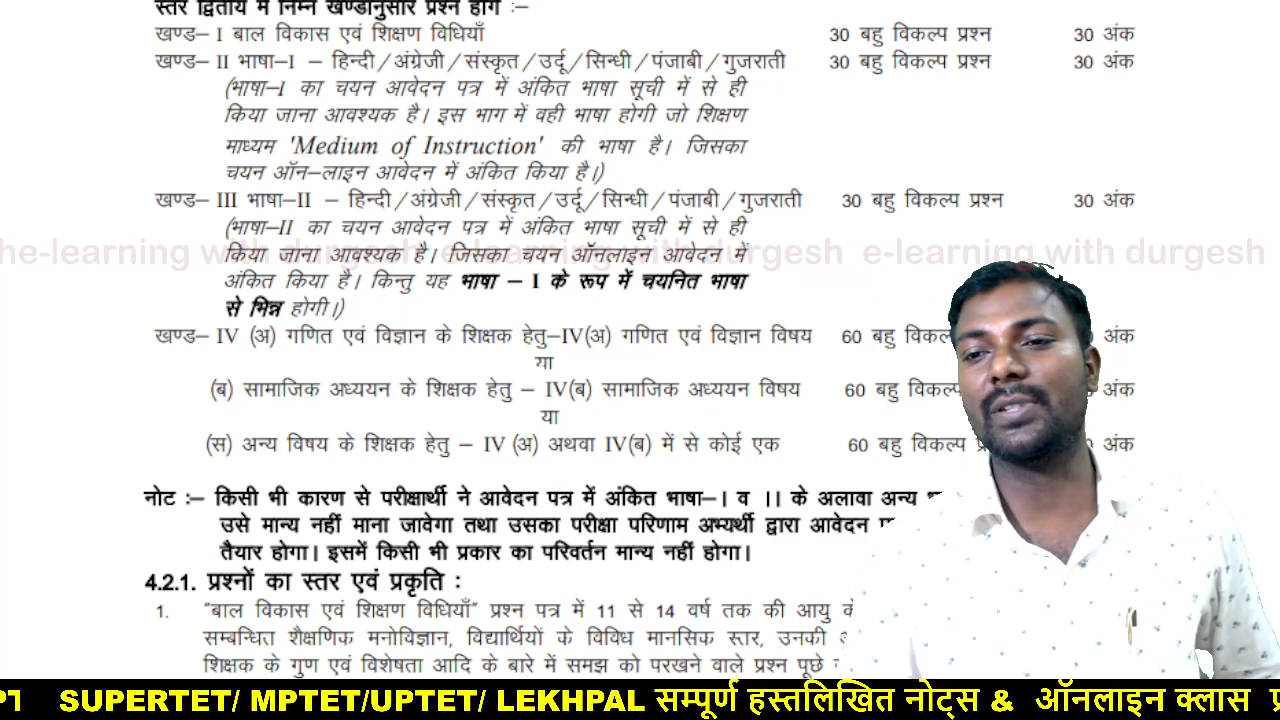 स्तर द्वितीय में निम्न खण्डानुसार प्रश्न होंगे :–
खण्ड– I बाल विकास एवं शिक्षण विधियाँ 30 बहु विकल्प प्रश्न 30 अंक
खण्ड– II भाषा–I – हिन्दी/अंग्रेजी/संस्कृत/उर्दू/सिन्धी/पंजाबी/गुजराती 30 बहु विकल्प प्रश्न 30 अंक
(भाषा–I का चयन आवेदन पत्र में अंकित भाषा सूची में से ही
किया जाना आवश्यक है। इस भाग में वही भाषा होगी जो शिक्षण
माध्यम 'Medium of Instruction' की भाषा है। जिसका
चयन ऑन–लाइन आवेदन में अंकित किया है।)
खण्ड– III भाषा–II – हिन्दी/अंग्रेजी/संस्कृत/उर्दू/सिन्धी/पंजाबी/गुजराती 30 बहु विकल्प प्रश्न 30 अंक
(भाषा–II का चयन आवेदन पत्र में अंकित भाषा सूची में से ही
he-learning with durgesh e-learning with durgesh e-learning with durgesh
किया जाना आवश्यक है। जिसका चयन ऑनलाइन आवेदन में
अंकित किया है। किन्तु यह भाषा – I के रूप में चयनित भाषा
से भिन्न होगी।)
खण्ड– IV (अ) गणित एवं विज्ञान के शिक्षक हेतु–IV(अ) गणित एवं विज्ञान विषय 60 बहु अंक
या
(ब) सामाजिक अध्ययन के शिक्षक हेतु – IV(ब) सामाजिक अध्ययन विषय 60 बहु अंक
या
(स) अन्य विषय के शिक्षक हेतु – IV (अ) अथवा IV(ब) में से कोई एक 60 बहु विकल्प अंक
नोट :– किसी भी कारण से परीक्षार्थी ने आवेदन पत्र में अंकित भाषा–। व ।। के अलावा अन्य
उसे मान्य नहीं माना जावेगा तथा उसका परीक्षा परिणाम अभ्यर्थी द्वारा आवेदन
तैयार होगा। इसमें किसी भी प्रकार का परिवर्तन मान्य नहीं होगा।
4.2.1. प्रश्नों का स्तर एवं प्रकृति :
1. "बाल विकास एवं शिक्षण विधियाँ" प्रश्न पत्र में 11 से 14 वर्ष तक की आयु
सम्बन्धित शैक्षणिक मनोविज्ञान, विद्यार्थियों के विविध मानसिक स्तर, उनकी
शिक्षक के गुण एवं विशेषता आदि के बारे में समझ को परखने वाले प्रश्न पूछे
SUPERTET/ MPTET/UPTET/ LEKHPAL सम्पूर्ण हस्तलिखित नोट्स & ऑनलाइन क्लास